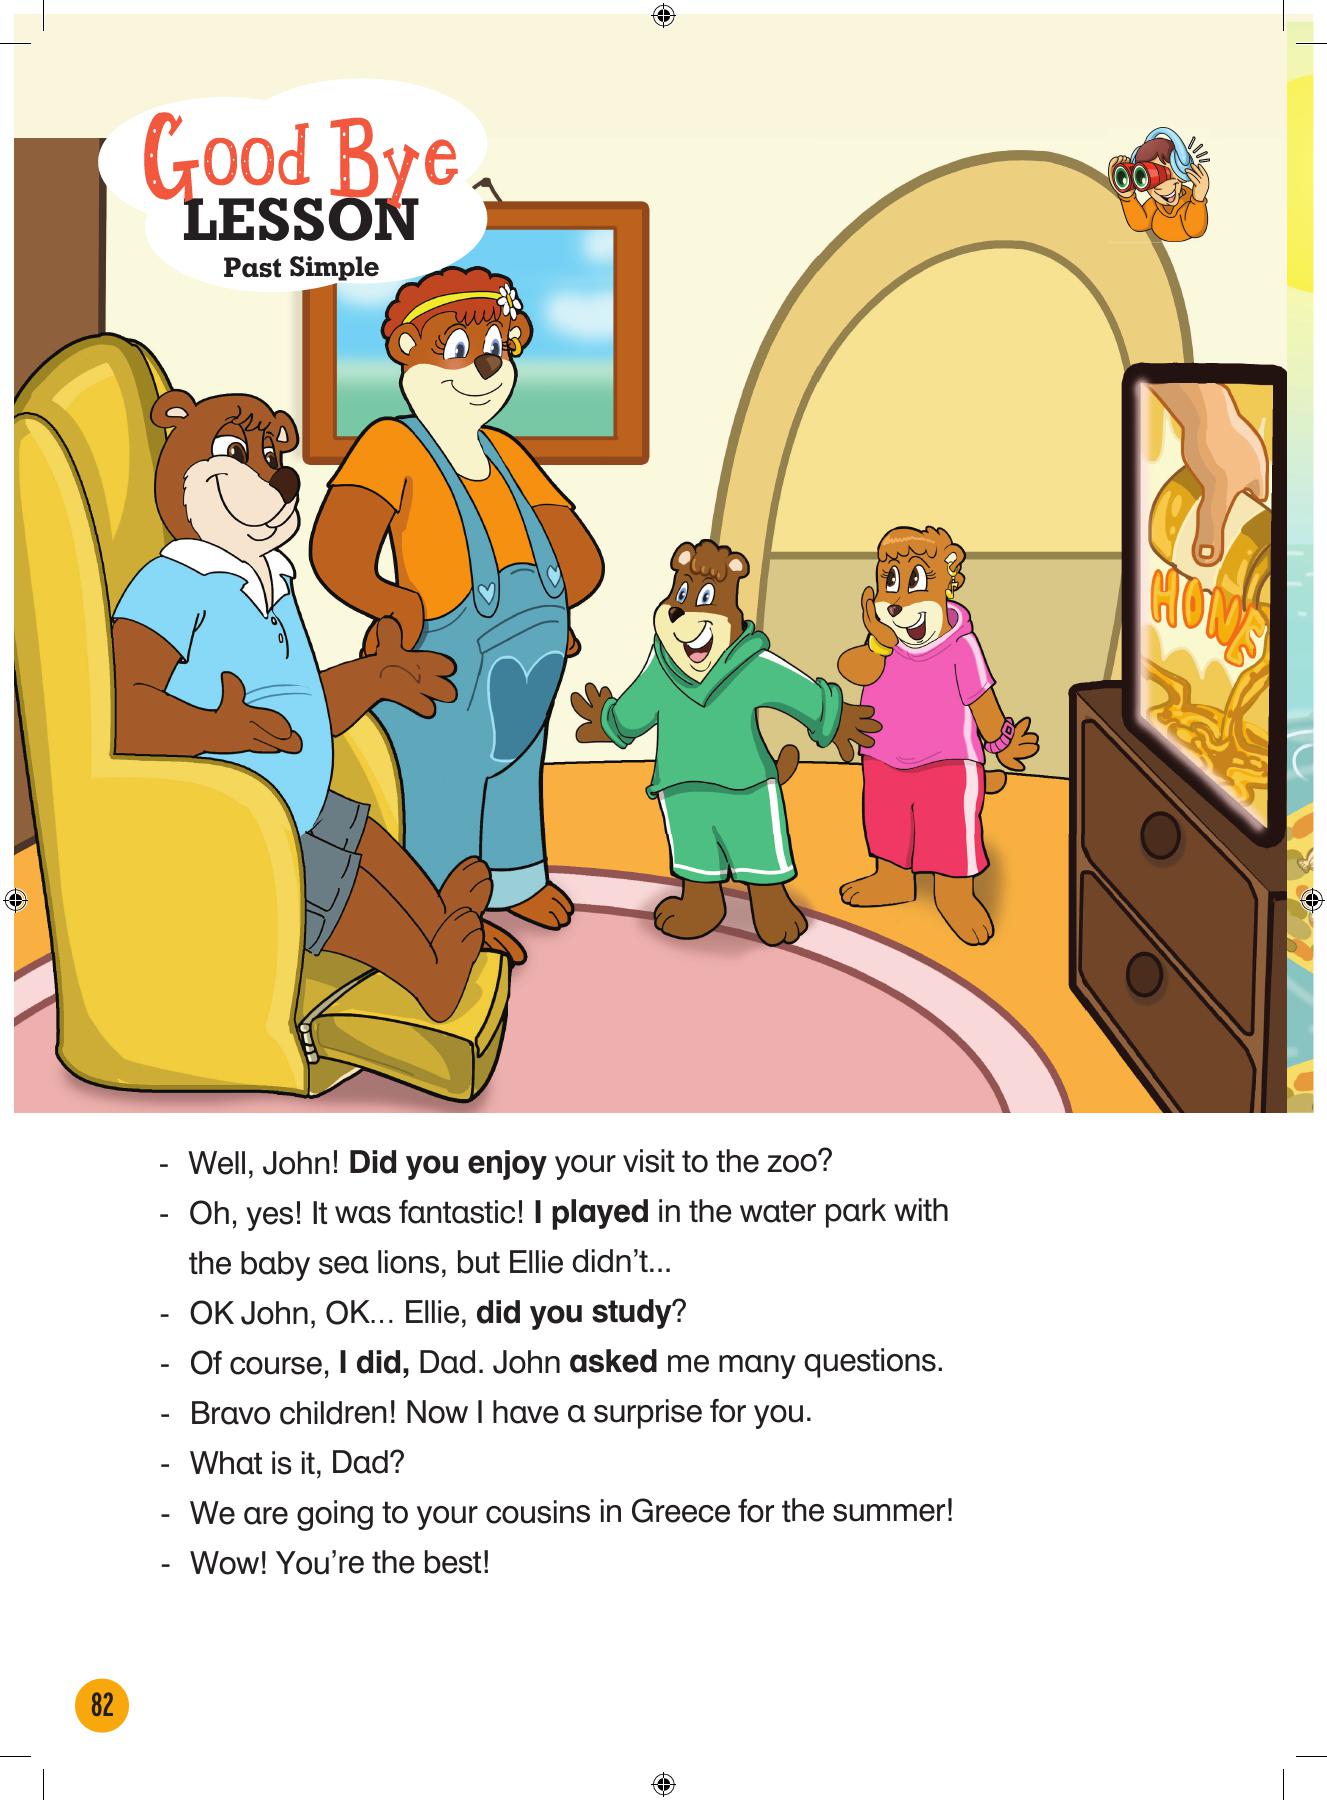 Good Bye
LESSON
Past Simple
HONE
- Well, John! Did you enjoy your visit to the zoo?
- Oh, yes! It was fantastic! I played in the water park with
the baby sea lions, but Ellie didn't...
- OK John, OK... Ellie, did you study?
- Of course, I did, Dad. John asked me many questions.
- Bravo children! Now I have a surprise for you.
- What is it, Dad?
- We are going to your cousins in Greece for the summer!
- Wow! You're the best!
82